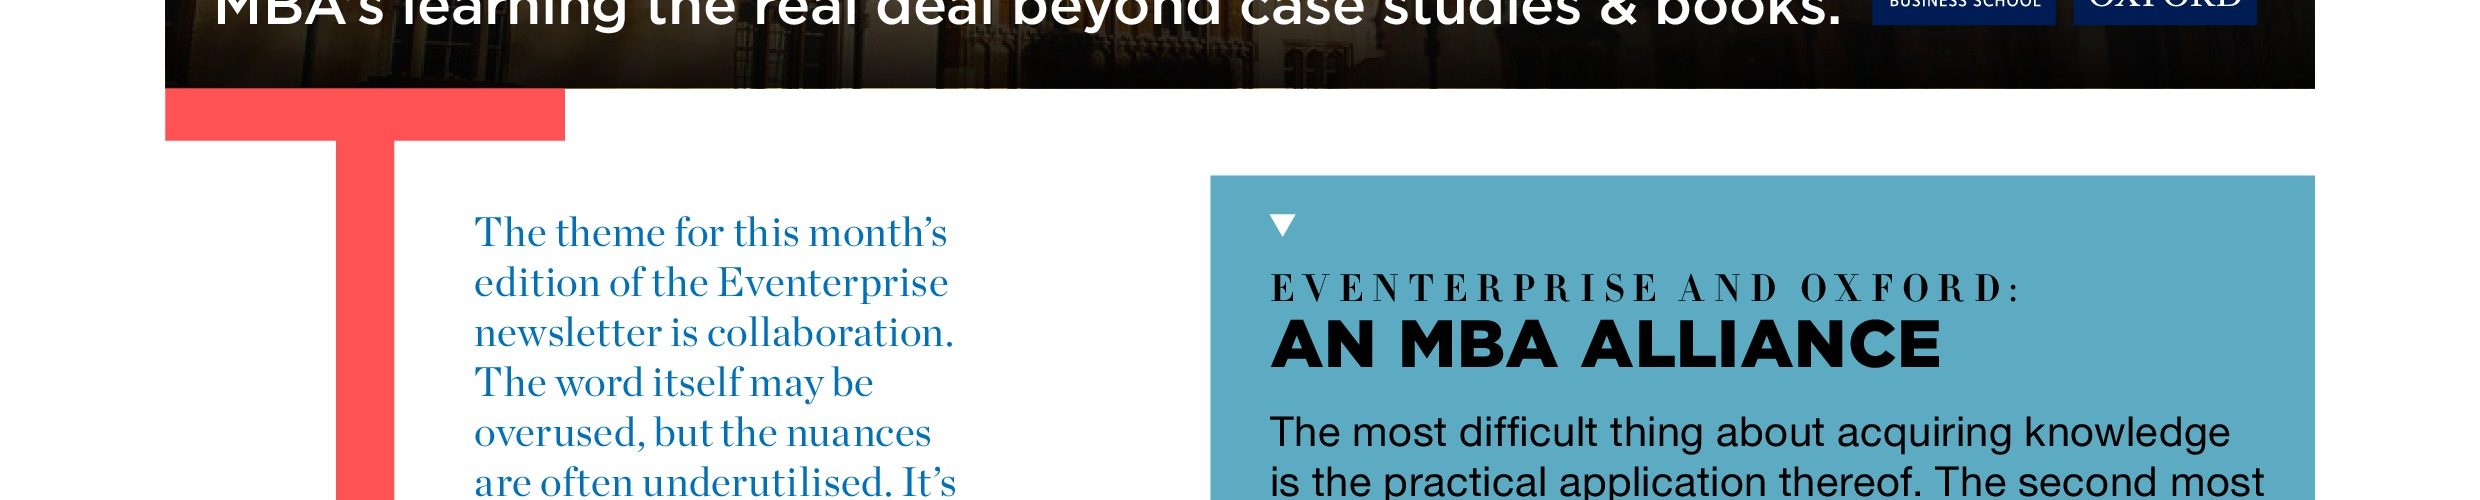 MBA's learning the real deal beyond case studies & books.
BUSINESS SCHOOL
OXFORD
T
The theme for this month’s
edition of the Eventerprise
newsletter is collaboration.
The word itself may be
overused, but the nuances
are often underutilised. It’s
EVENTERPRISE AND OXFORD:
AN MBA ALLIANCE
The most difficult thing about acquiring knowledge
is the practical application thereof. The second most